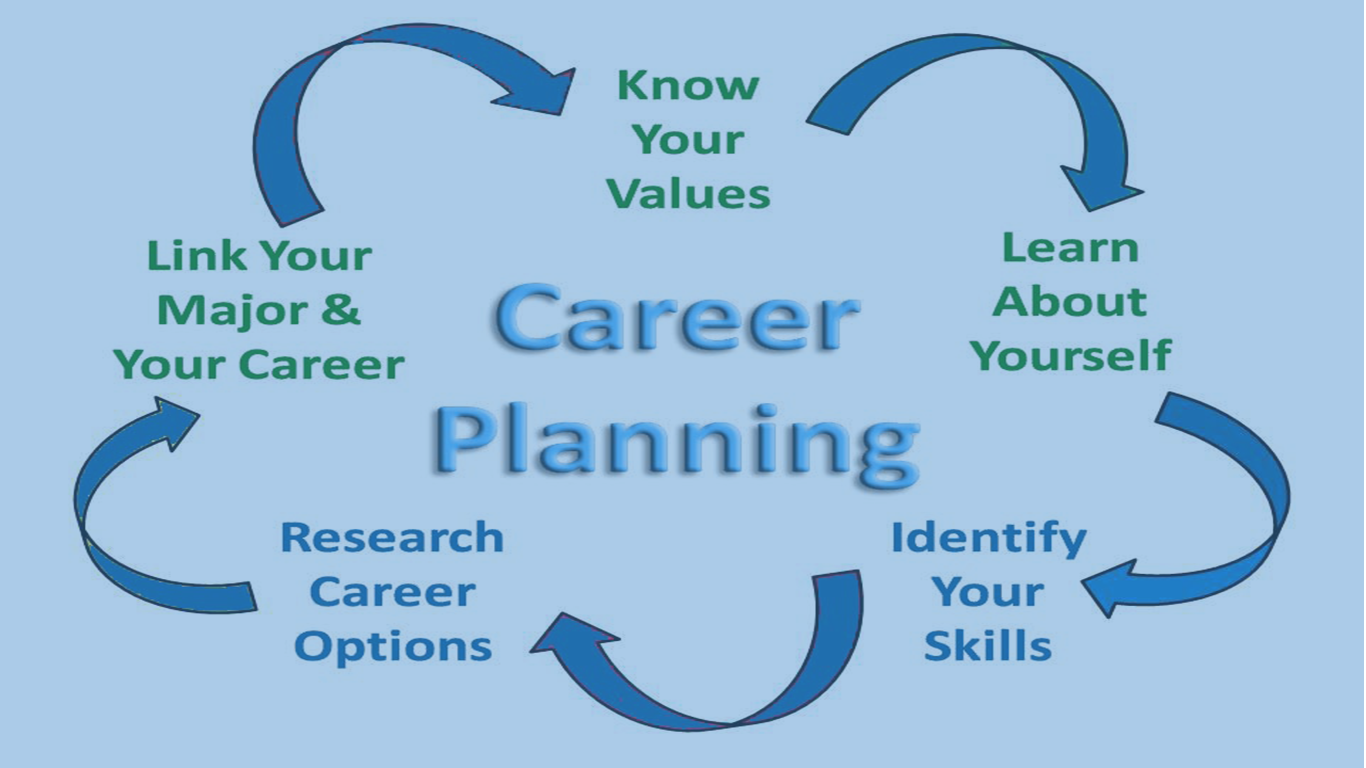 Know
Your
Values
Learn
About
Yourself
Identify
Your
Skills
Research
Career
Options
Link Your
Major &
Your Career
Career
Planning